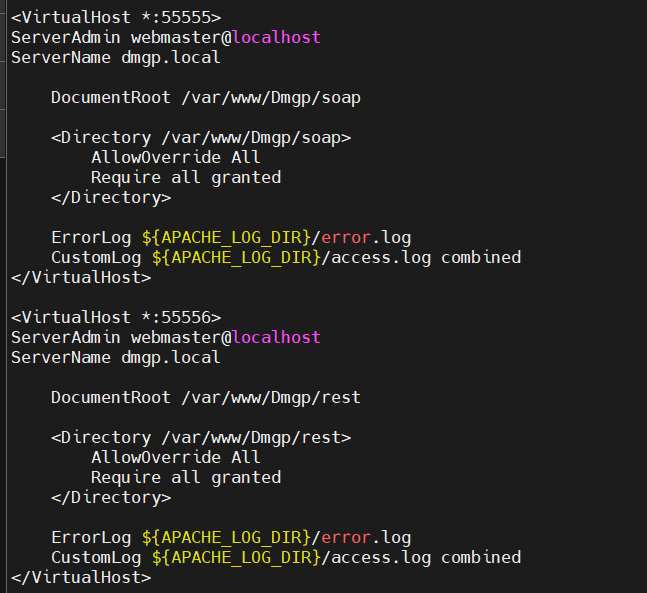 <VirtualHost *:55555>
ServerAdmin webmaster@localhost
ServerName dmgp.local
    DocumentRoot /var/www/Dmgp/soap
    <Directory /var/www/Dmgp/soap>
        AllowOverride All
        Require all granted
    </Directory>
    ErrorLog ${APACHE_LOG_DIR}/error.log
    CustomLog ${APACHE_LOG_DIR}/access.log combined
</VirtualHost>
<VirtualHost *:55556>
ServerAdmin webmaster@localhost
ServerName dmgp.local
    DocumentRoot /var/www/Dmgp/rest
    <Directory /var/www/Dmgp/rest>
        AllowOverride All
        Require all granted
    </Directory>
    ErrorLog ${APACHE_LOG_DIR}/error.log
    CustomLog ${APACHE_LOG_DIR}/access.log combined
</VirtualHost>